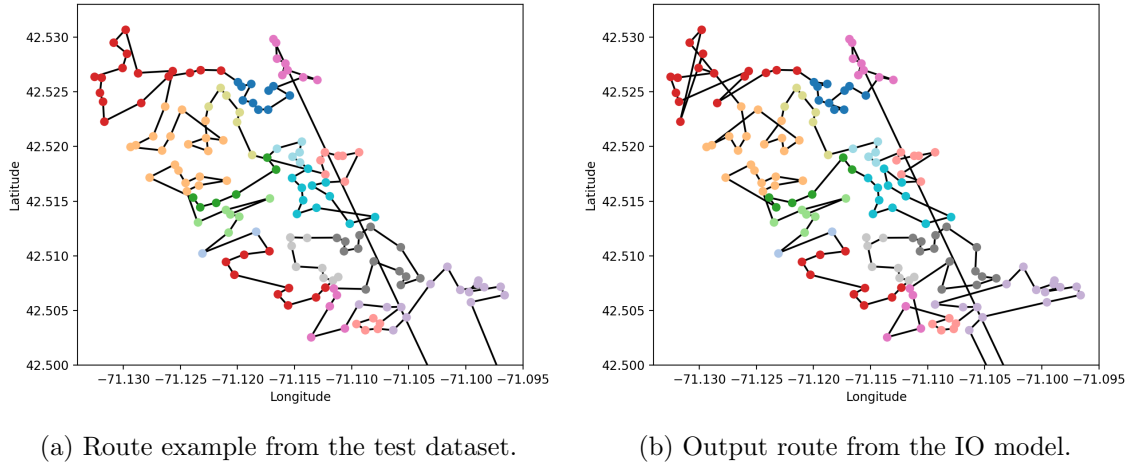 42.530
42.525
42.520
42.515
42.510
42.505
42.500
Latitude
−71.130 −71.125 −71.120 −71.115 −71.110 −71.105 −71.100 −71.095
Longitude
(a) Route example from the test dataset.
42.530
42.525
42.520
42.515
42.510
42.505
42.500
Latitude
−71.130 −71.125 −71.120 −71.115 −71.110 −71.105 −71.100 −71.095
Longitude
(b) Output route from the IO model.